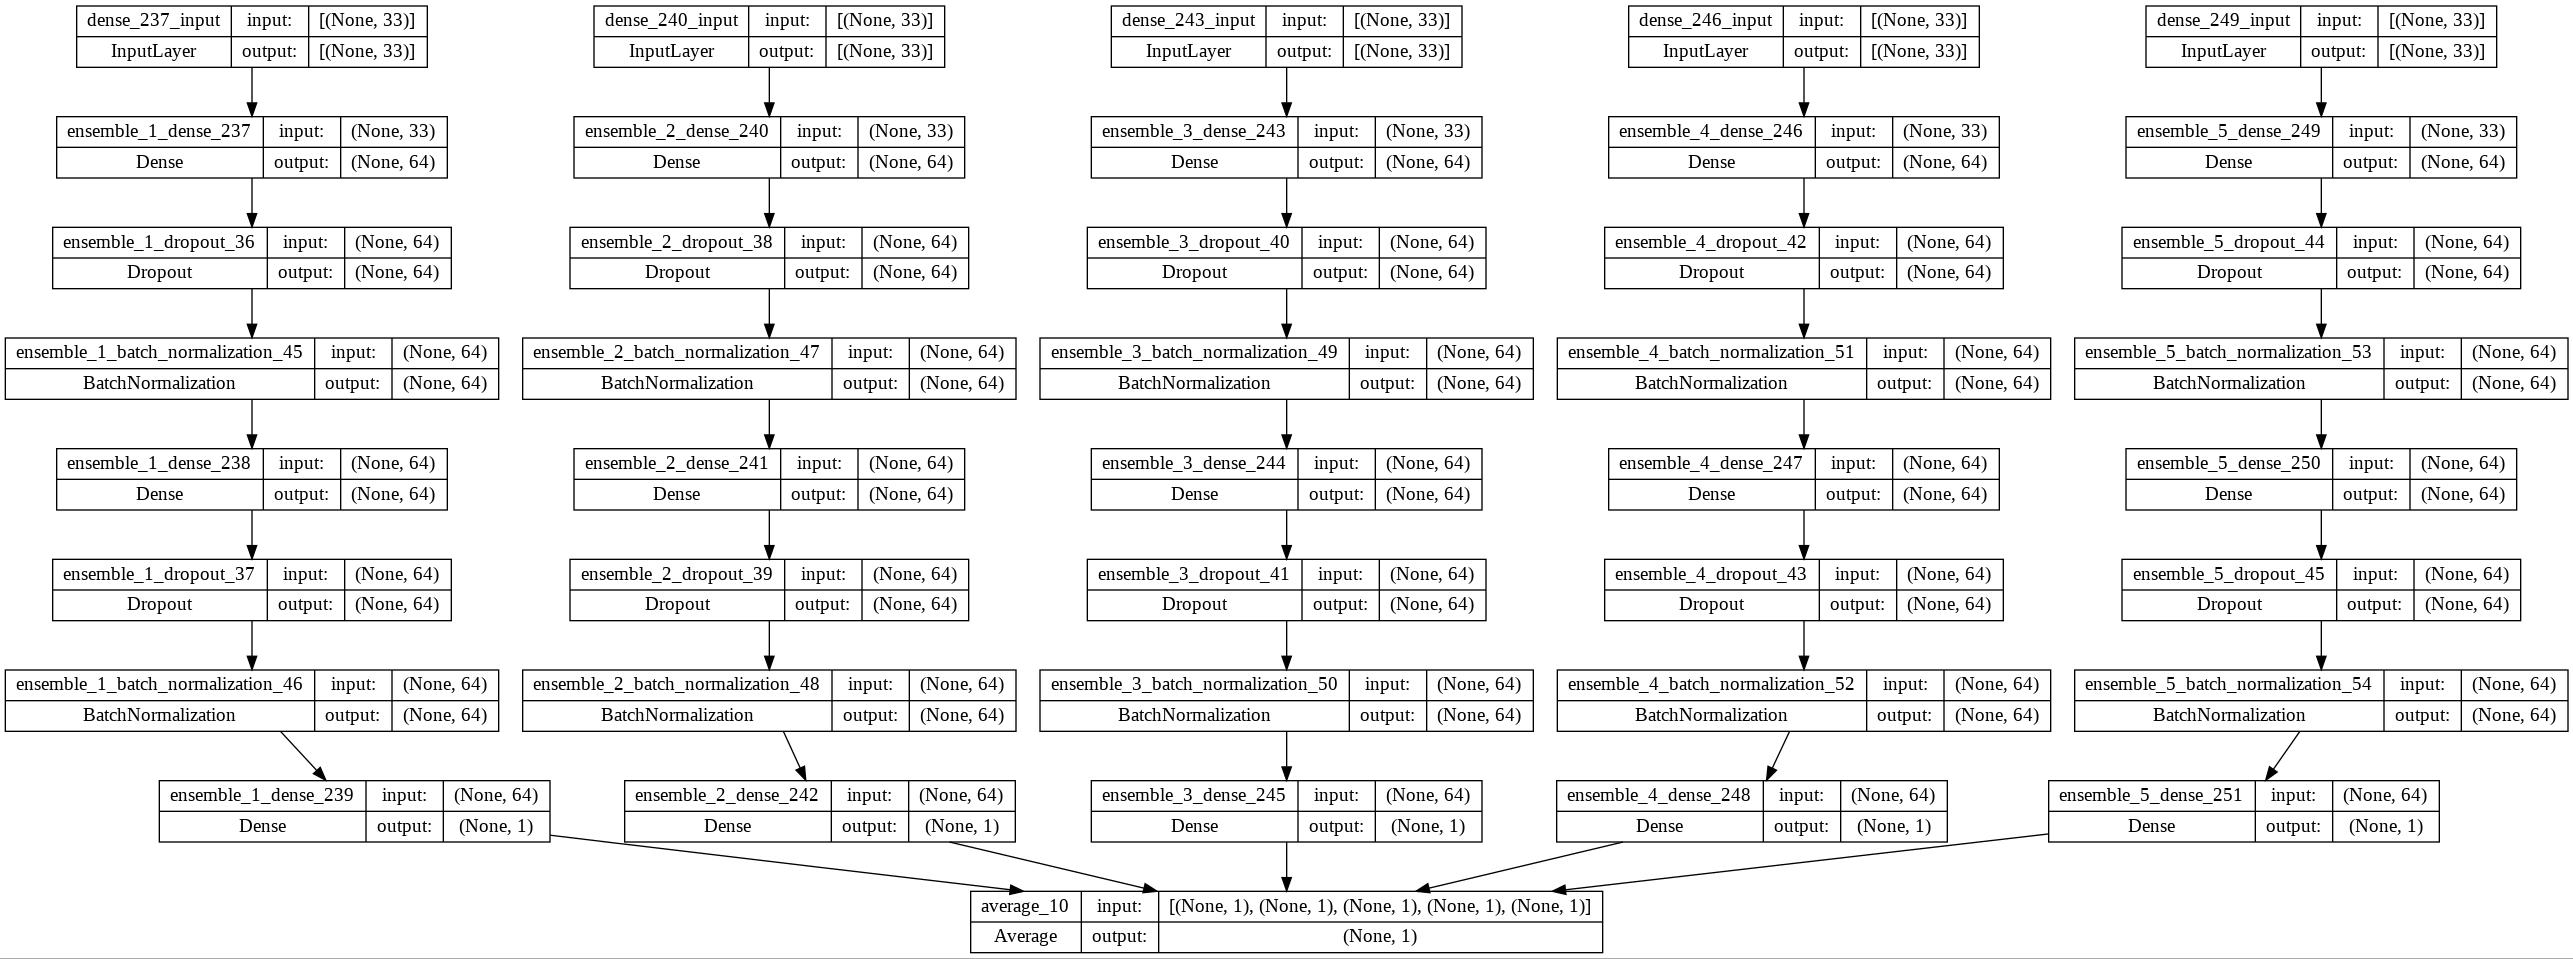 dense_237_input input: [(None, 33)] dense_240_input input: [(None, 33)] dense_243_input input: [(None, 33)] dense_246_input input: [(None, 33)] dense_249_input input: [(None, 33)]
InputLayer output: [(None, 33)] InputLayer output: [(None, 33)] InputLayer output: [(None, 33)] InputLayer output: [(None, 33)] InputLayer output: [(None, 33)]
ensemble_1_dense_237 input: (None, 33) ensemble_2_dense_240 input: (None, 33) ensemble_3_dense_243 input: (None, 33) ensemble_4_dense_246 input: (None, 33) ensemble_5_dense_249 input: (None, 33)
Dense output: (None, 64) Dense output: (None, 64) Dense output: (None, 64) Dense output: (None, 64) Dense output: (None, 64)
ensemble_1_dropout_36 input: (None, 64) ensemble_2_dropout_38 input: (None, 64) ensemble_3_dropout_40 input: (None, 64) ensemble_4_dropout_42 input: (None, 64) ensemble_5_dropout_44 input: (None, 64)
Dropout output: (None, 64) Dropout output: (None, 64) Dropout output: (None, 64) Dropout output: (None, 64) Dropout output: (None, 64)
ensemble_1_batch_normalization_45 input: (None, 64) ensemble_2_batch_normalization_47 input: (None, 64) ensemble_3_batch_normalization_49 input: (None, 64) ensemble_4_batch_normalization_51 input: (None, 64) ensemble_5_batch_normalization_53 input: (None, 64)
BatchNormalization output: (None, 64) BatchNormalization output: (None, 64) BatchNormalization output: (None, 64) BatchNormalization output: (None, 64) BatchNormalization output: (None, 64)
ensemble_1_dense_238 input: (None, 64) ensemble_2_dense_241 input: (None, 64) ensemble_3_dense_244 input: (None, 64) ensemble_4_dense_247 input: (None, 64) ensemble_5_dense_250 input: (None, 64)
Dense output: (None, 64) Dense output: (None, 64) Dense output: (None, 64) Dense output: (None, 64) Dense output: (None, 64)
ensemble_1_dropout_37 input: (None, 64) ensemble_2_dropout_39 input: (None, 64) ensemble_3_dropout_41 input: (None, 64) ensemble_4_dropout_43 input: (None, 64) ensemble_5_dropout_45 input: (None, 64)
Dropout output: (None, 64) Dropout output: (None, 64) Dropout output: (None, 64) Dropout output: (None, 64) Dropout output: (None, 64)
ensemble_1_batch_normalization_46 input: (None, 64) ensemble_2_batch_normalization_48 input: (None, 64) ensemble_3_batch_normalization_50 input: (None, 64) ensemble_4_batch_normalization_52 input: (None, 64) ensemble_5_batch_normalization_54 input: (None, 64)
BatchNormalization output: (None, 64) BatchNormalization output: (None, 64) BatchNormalization output: (None, 64) BatchNormalization output: (None, 64) BatchNormalization output: (None, 64)
ensemble_1_dense_239 input: (None, 64) ensemble_2_dense_242 input: (None, 64) ensemble_3_dense_245 input: (None, 64) ensemble_4_dense_248 input: (None, 64) ensemble_5_dense_251 input: (None, 64)
Dense output: (None, 1) Dense output: (None, 1) Dense output: (None, 1) Dense output: (None, 1) Dense output: (None, 1)
average_10 input: [(None, 1), (None, 1), (None, 1), (None, 1), (None, 1)]
Average output: (None, 1)